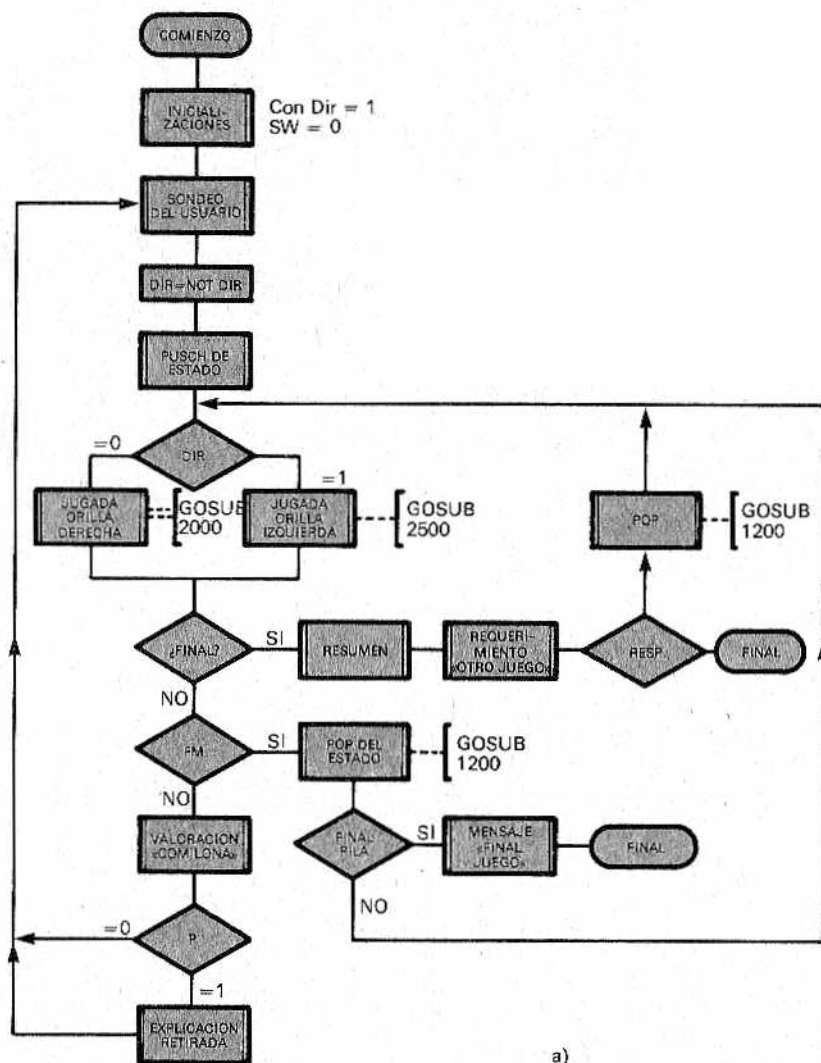 COMIENZO
INICIALI-
ZACIONES
Con Dir = 1
SW = 0
SONDEO
DEL USUARIO
DIR=NOT DIR
PUSCH DE
ESTADO
=0
DIR
=1
JUGADA
ORILLA
DERECHA
GOSUB
2000
JUGADA
ORILLA
IZQUIERDA
GOSUB
2500
POP
GOSUB
1200
¿FINAL?
SI
RESUMEN
REQUERI-
MIENTO
«OTRO JUEGO»
RESP.
FINAL
NO
FM
SI
POP DEL
ESTADO
GOSUB
1200
NO
VALORACION
«COMILONA»
FINAL
PILA
SI
MENSAJE
«FINAL
JUEGO»
FINAL
NO
=0
=1
EXPLICACION
RETIRADA
a)